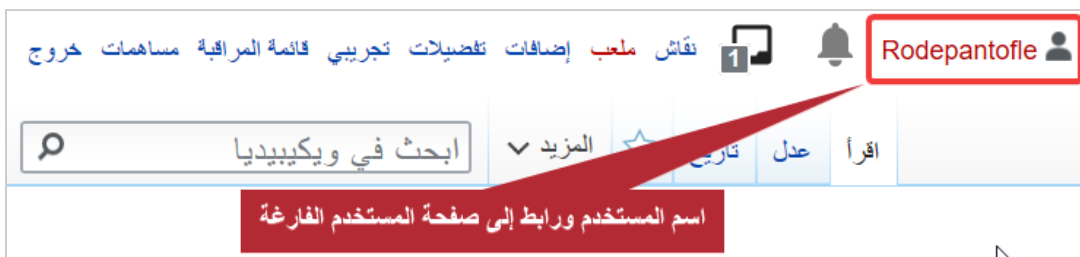 Rodepantofle 1 نقاش ملعب إضافات تفضيلات تجريبي قائمة المراقبة مساهمات خروج
اقرأ عدل تاريخ المزيد ابحث في ويكيبيديا
اسم المستخدم ورابط إلى صفحة المستخدم الفارغة